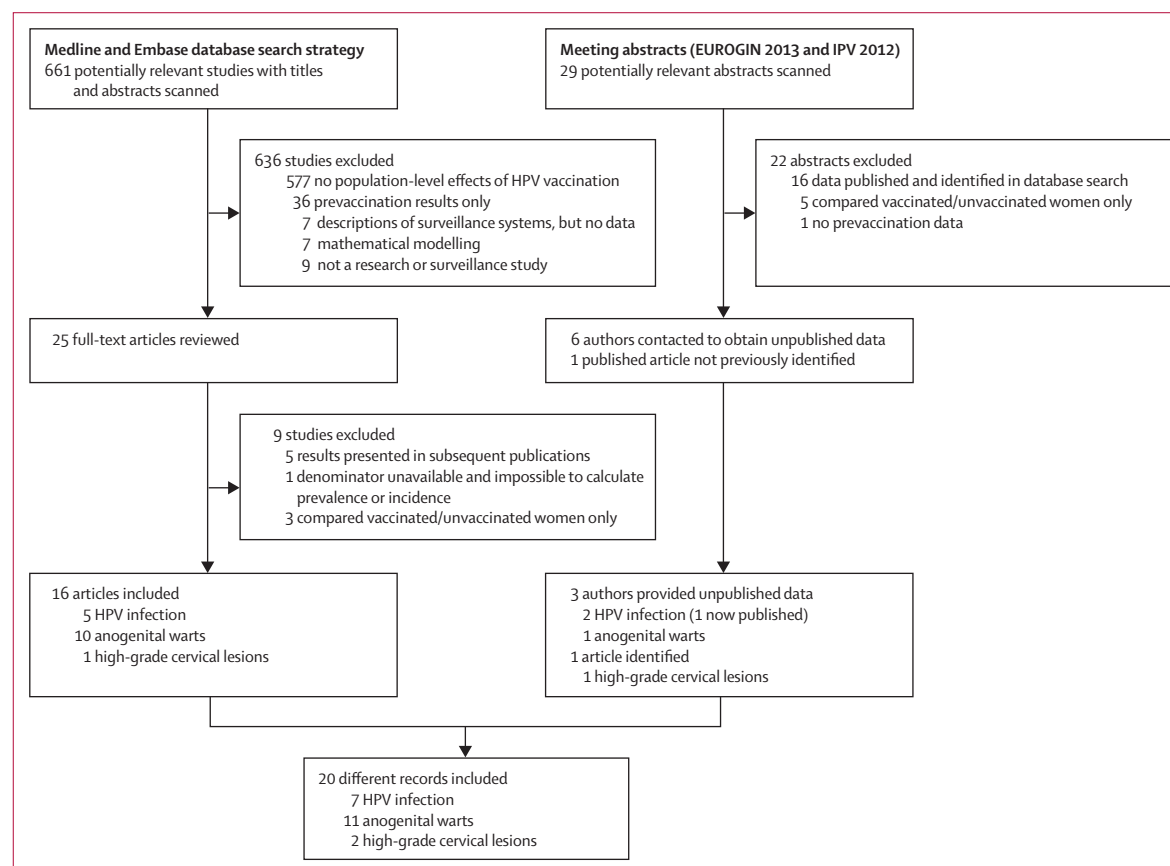 Medline and Embase database search strategy
661 potentially relevant studies with titles
and abstracts scanned
Meeting abstracts (EUROGIN 2013 and IPV 2012)
29 potentially relevant abstracts scanned
636 studies excluded
577 no population-level effects of HPV vaccination
36 prevaccination results only
7 descriptions of surveillance systems, but no data
7 mathematical modelling
9 not a research or surveillance study
22 abstracts excluded
16 data published and identified in database search
5 compared vaccinated/unvaccinated women only
1 no prevaccination data
25 full-text articles reviewed
6 authors contacted to obtain unpublished data
1 published article not previously identified
9 studies excluded
5 results presented in subsequent publications
1 denominator unavailable and impossible to calculate
prevalence or incidence
3 compared vaccinated/unvaccinated women only
16 articles included
5 HPV infection
10 anogenital warts
1 high-grade cervical lesions
3 authors provided unpublished data
2 HPV infection (1 now published)
1 anogenital warts
1 article identified
1 high-grade cervical lesions
20 different records included
7 HPV infection
11 anogenital warts
2 high-grade cervical lesions